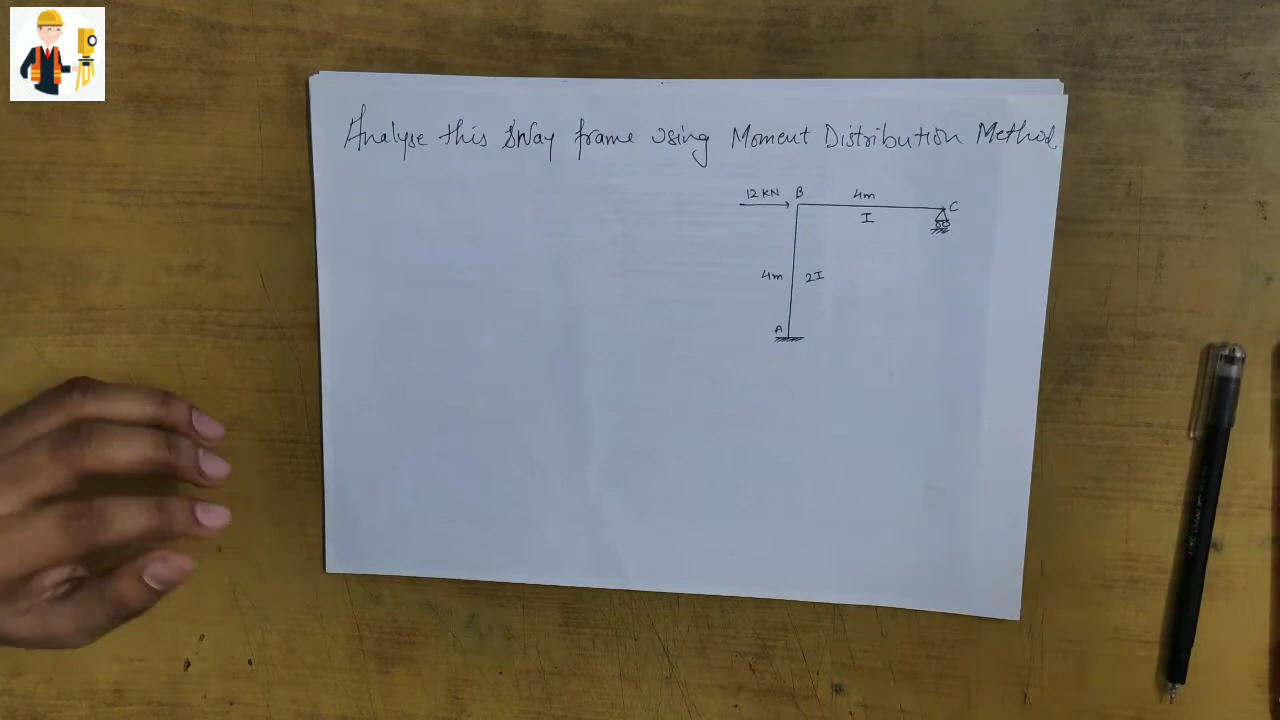 Analyse this sway frame using Moment Distribution Method
12 KN B 4m C
I
4m 2I
A